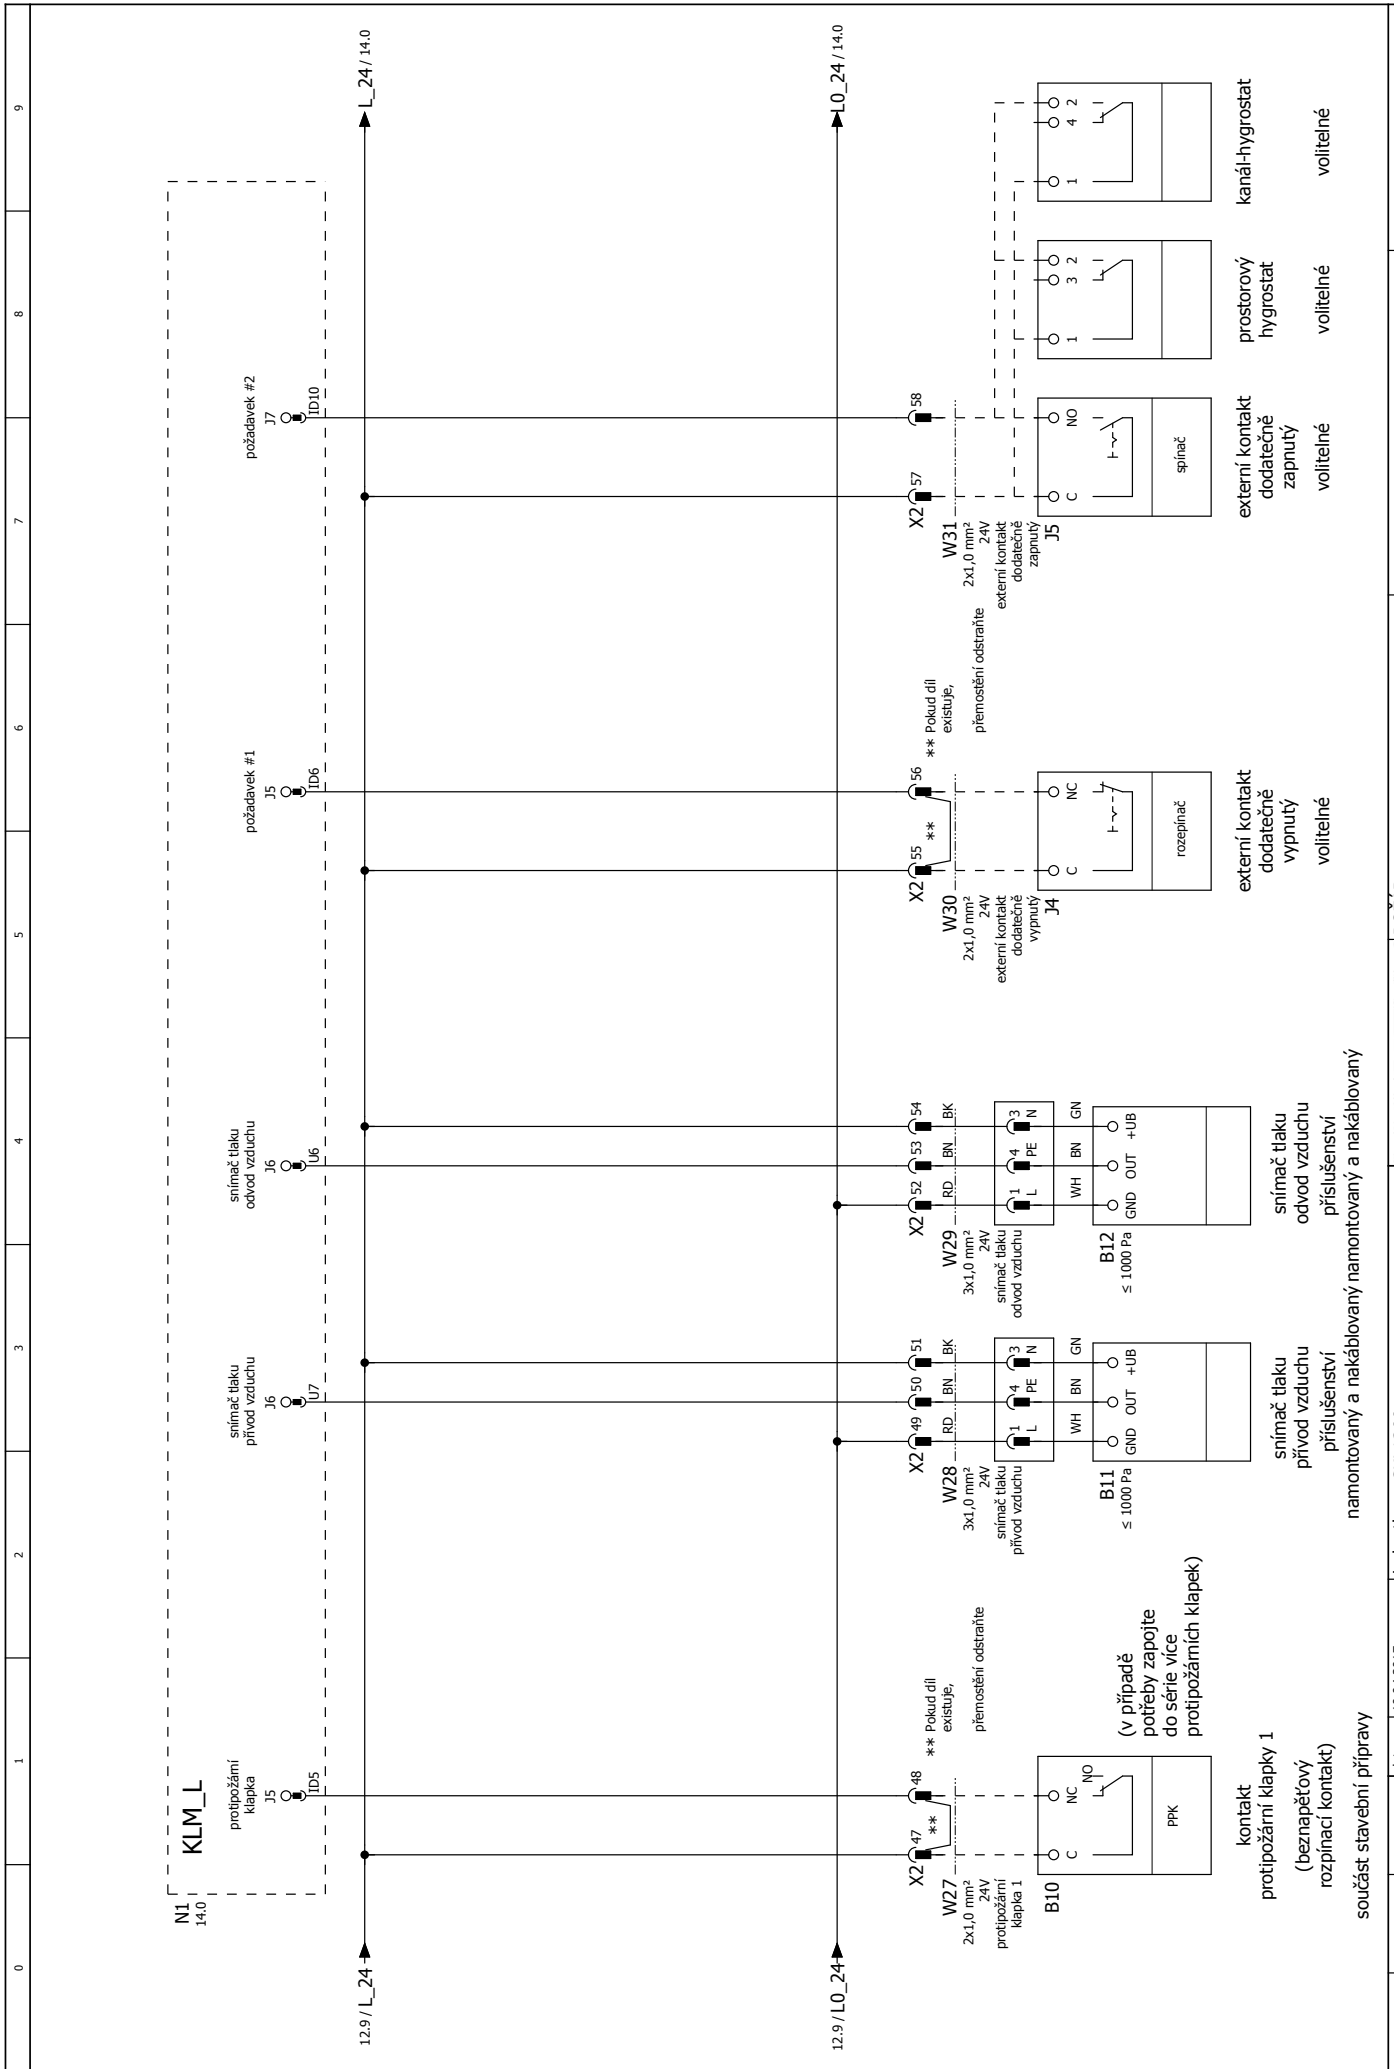 0
1
2
3
4
5
6
7
8
9
N1
14.0
KLM_L
protipožární
klapka
J5
ID5
snímač tlaku
přívod vzduchu
J6
U7
snímač tlaku
odvod vzduchu
J6
U6
požadavek #1
J5
ID6
požadavek #2
J7
ID10
12.9 / L_24
L_24 / 14.0
12.9 / L0_24
L0_24 / 14.0
X2
47
48
**
** Pokud díl
existuje,
přemostění odstraňte
W27
2x1,0 mm²
24V
protipožární
klapka 1
B10
C
NC
NO
PPK
(v případě
potřeby zapojte
do série více
protipožárních klapek)
kontakt
protipožární klapky 1
(beznapěťový
rozpínací kontakt)
součást stavební přípravy
X2
49
50
51
RD
BN
BK
W28
3x1,0 mm²
24V
snímač tlaku
přívod vzduchu
1
4
3
L
PE
N
WH
BN
GN
B11
≤ 1000 Pa
GND
OUT
+UB
snímač tlaku
přívod vzduchu
příslušenství
namontovaný a nakáblovaný
X2
52
53
54
RD
BN
BK
W29
3x1,0 mm²
24V
snímač tlaku
odvod vzduchu
1
4
3
L
PE
N
WH
BN
GN
B12
≤ 1000 Pa
GND
OUT
+UB
snímač tlaku
odvod vzduchu
příslušenství
namontovaný a nakáblovaný
X2
55
56
**
** Pokud díl
existuje,
přemostění odstraňte
W30
2x1,0 mm²
24V
externí kontakt
dodatečně
vypnutý
J4
C
NC
rozepínač
externí kontakt
dodatečně
vypnutý
volitelné
X2
57
58
W31
2x1,0 mm²
24V
externí kontakt
dodatečně
zapnutý
J5
C
NO
spínač
externí kontakt
dodatečně
zapnutý
volitelné
1
3
2
prostorový
hygrostat
volitelné
1
4
2
kanál-hygrostat
volitelné